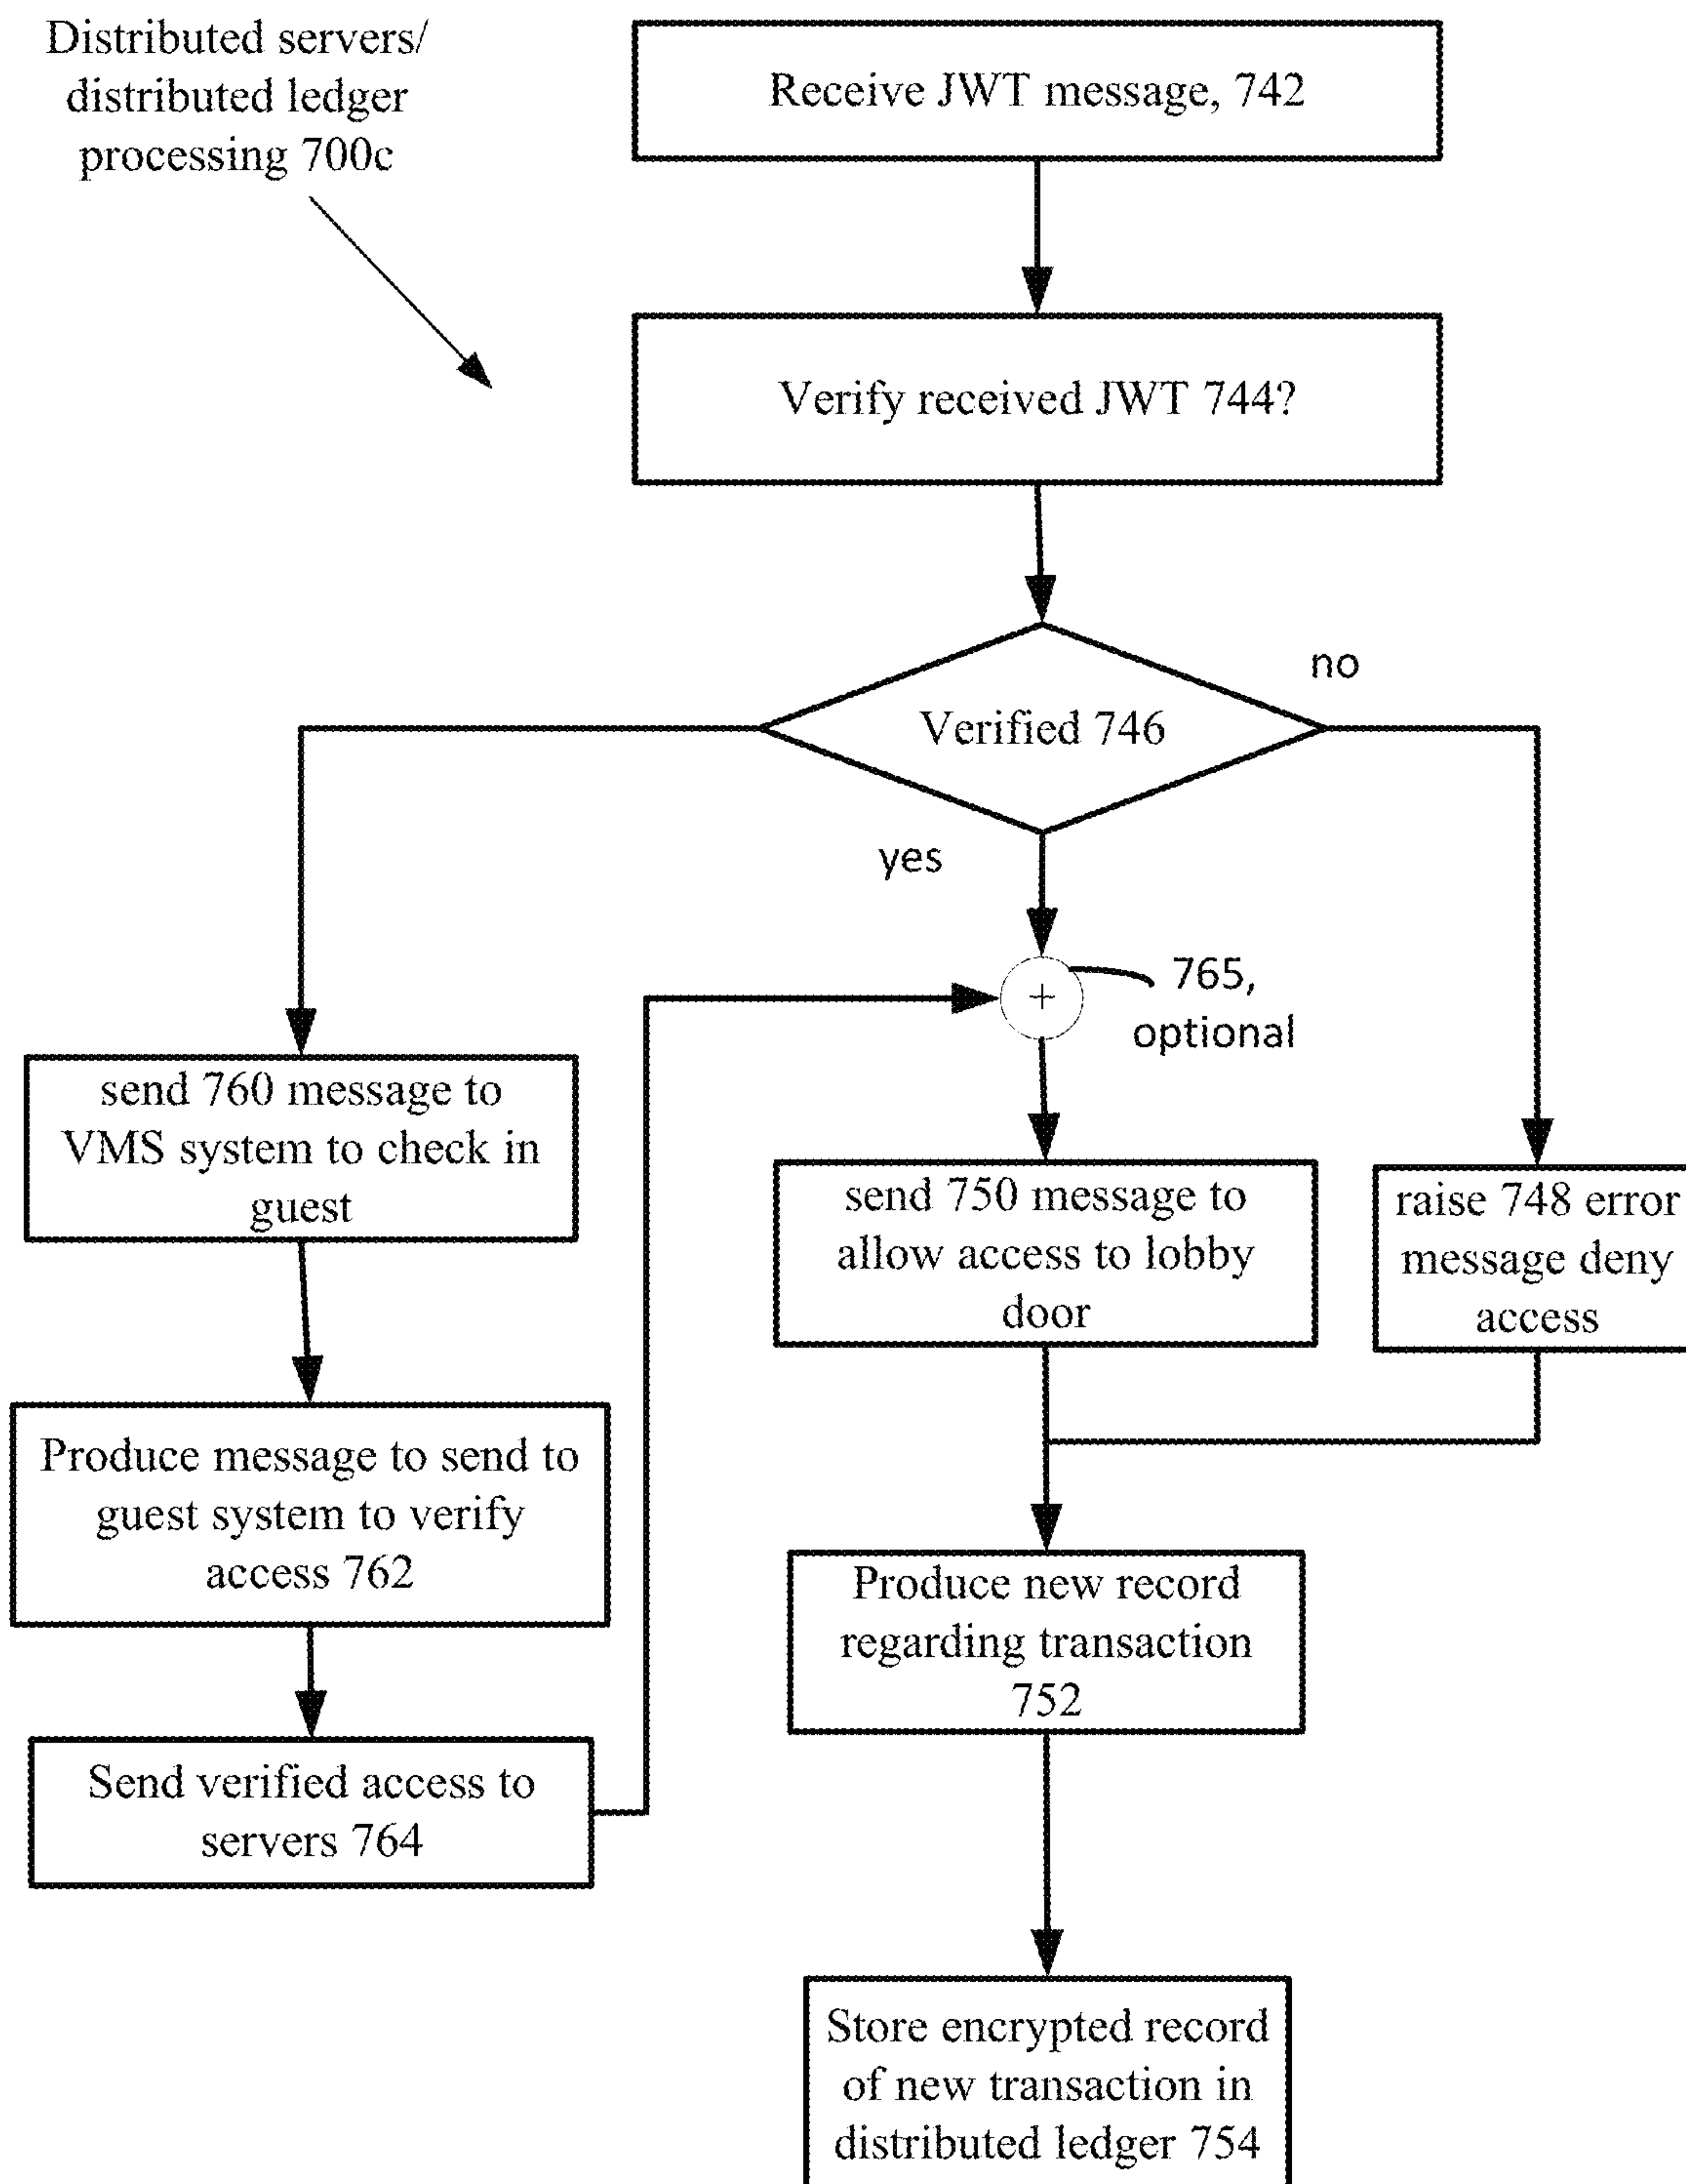 Distributed servers/
distributed ledger
processing 700c
Receive JWT message, 742
Verify received JWT 744?
Verified 746
no
yes
+
765,
optional
send 760 message to
VMS system to check in
guest
send 750 message to
allow access to lobby
door
raise 748 error
message deny
access
Produce message to send to
guest system to verify
access 762
Produce new record
regarding transaction
752
Send verified access to
servers 764
Store encrypted record
of new transaction in
distributed ledger 754